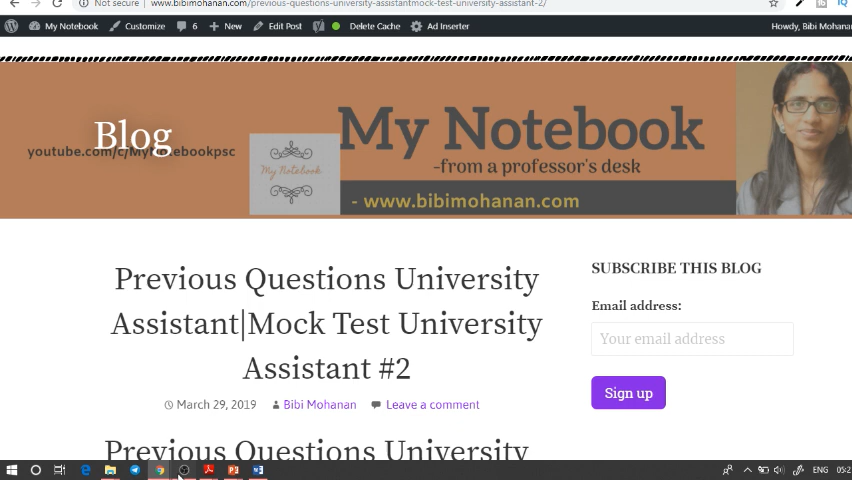 Not secure www.bibimohanan.com/previous-questions-university-assistantmock-test-university-assistant-2/
My Notebook Customize 6 New Edit Post Delete Cache Ad Inserter Howdy, Bibi Mohanan
Blog
youtube.com/c/MyNotebookpsc
My Notebook
My Notebook
-from a professor's desk
- www.bibimohanan.com
Previous Questions University
Assistant|Mock Test University
Assistant #2
March 29, 2019 Bibi Mohanan Leave a comment
Previous Questions University
SUBSCRIBE THIS BLOG
Email address:
Your email address
Sign up
ENG 05:2